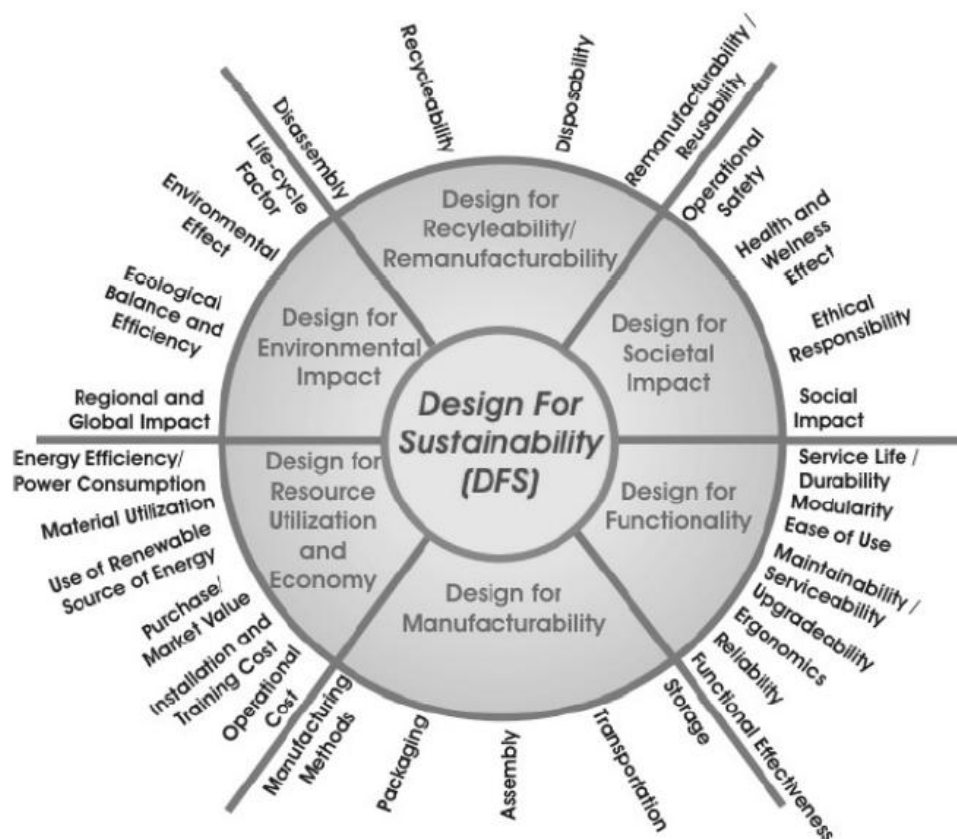 Disassembly
Recycleability
Disposability
Remanufacturability /
Reusability
Operational
Safety
Health and
Welness
Effect
Ethical
Responsibility
Social
Impact
Service Life /
Durability
Modularity
Ease of Use
Maintainability /
Serviceability
Upgradeability
Ergonomics
Reliability
Functional Effectiveness
Storage
Transportation
Assembly
Packaging
Manufacturing
Methods
Operational
Cost
Installation and
Training Cost
Purchase/
Market Value
Use of Renewable
Source of Energy
Material Utilization
Energy Efficiency/
Power Consumption
Regional and
Global Impact
Ecological
Balance and
Efficiency
Environmental
Effect
Life-cycle
Factor
Design for
Recyleability/
Remanufacturability
Design for
Societal
Impact
Design for
Functionality
Design for
Manufacturability
Design for
Resource
Utilization
and
Economy
Design for
Environmental
Impact
Design For
Sustainability
(DFS)